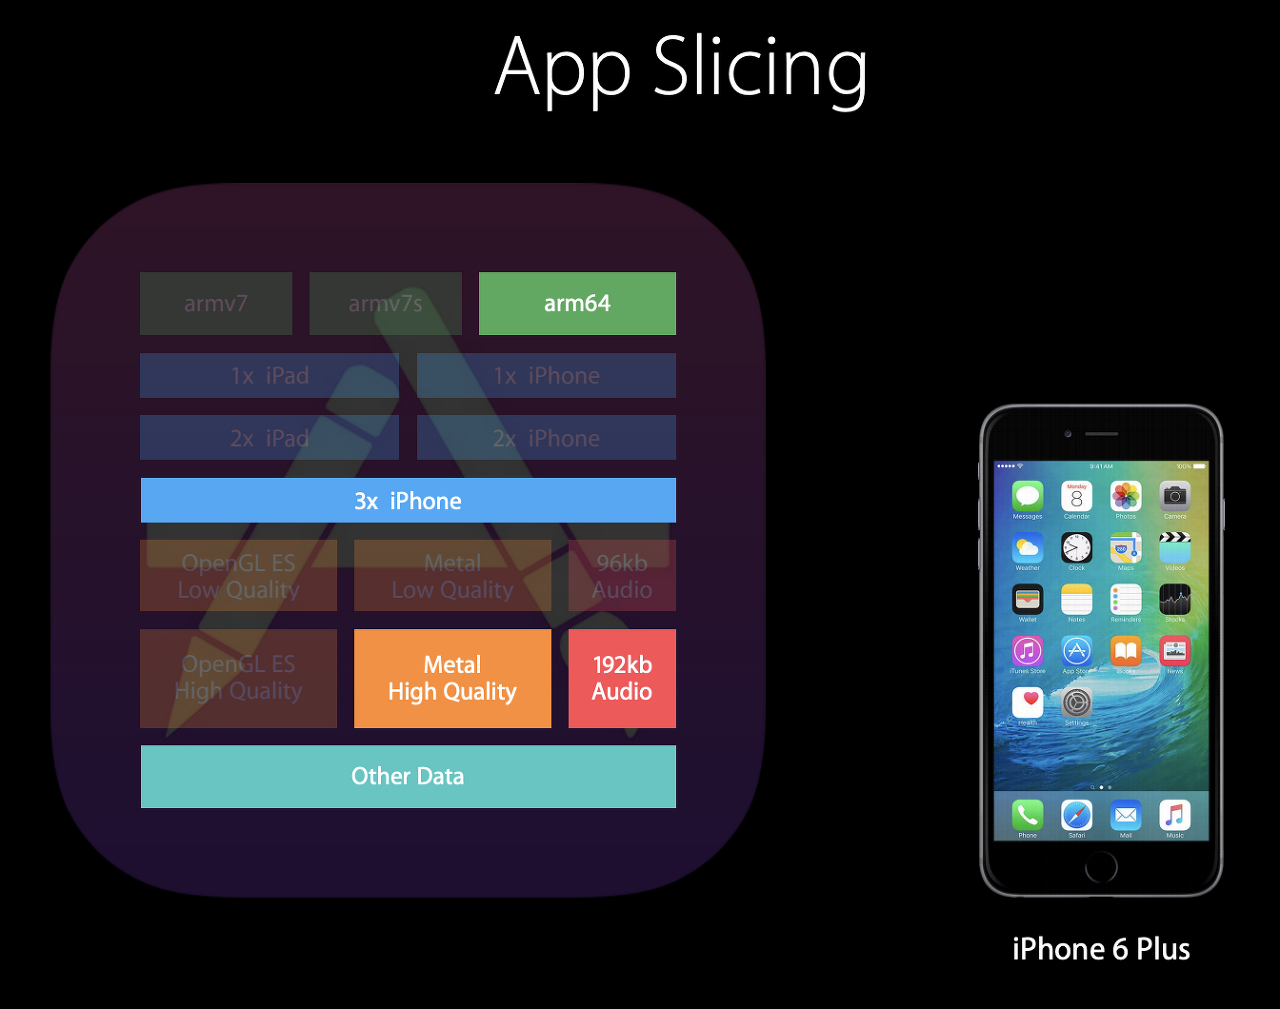 App Slicing
armv7
armv7s
arm64
1x iPad
1x iPhone
2x iPad
2x iPhone
3x iPhone
OpenGL ES
Low Quality
Metal
Low Quality
96kb
Audio
OpenGL ES
High Quality
Metal
High Quality
192kb
Audio
Other Data
9:41 AM
100%
Monday
8
Messages
Calendar
Photos
Camera
280
Weather
Clock
Maps
Videos
Wallet
Notes
Reminders
Stocks
iTunes Store
App Store
iBooks
News
Health
Settings
Phone
Safari
Mail
Music
iPhone 6 Plus